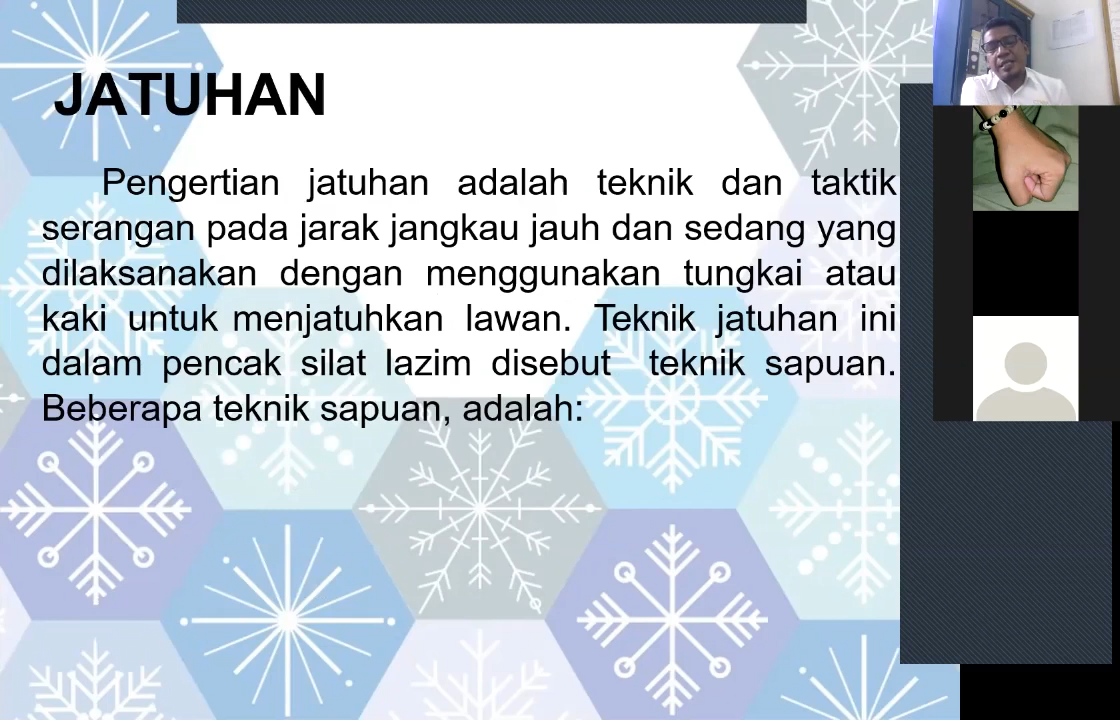 JATUHAN
Pengertian jatuhan adalah teknik dan taktik
serangan pada jarak jangkau jauh dan sedang yang
dilaksanakan dengan menggunakan tungkai atau
kaki untuk menjatuhkan lawan. Teknik jatuhan ini
dalam pencak silat lazim disebut teknik sapuan.
Beberapa teknik sapuan, adalah: